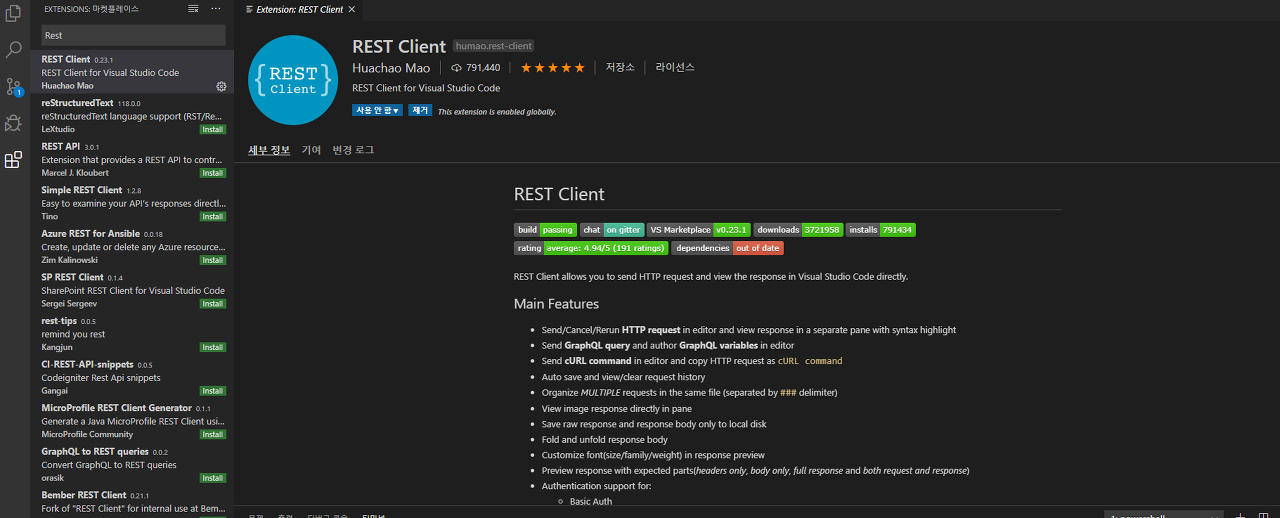 EXTENSIONS: 마켓플레이스
Rest
REST Client 0.23.1
REST Client for Visual Studio Code
Huachao Mao
reStructuredText 118.0.0
reStructuredText language support (RST/Re...
LeXtudio Install
REST API 3.0.1
Extension that provides a REST API to contr...
Marcel J. Kloubert Install
Simple REST Client 1.2.8
Easy to examine your API's responses directl...
Tino Install
Azure REST for Ansible 0.0.18
Create, update or delete any Azure resource...
Zim Kalinowski Install
SP REST Client 0.1.4
SharePoint REST Client for Visual Studio Code
Sergei Sergeev Install
rest-tips 0.0.5
remind you rest
Kangjun Install
CI-REST-API-snippets 0.0.5
Codeigniter Rest Api snippets
Gangai Install
MicroProfile REST Client Generator 0.1.1
Generate a Java MicroProfile REST Client usi...
MicroProfile Community Install
GraphQL to REST queries 0.0.2
Convert GraphQL to REST queries
orasik Install
Bember REST Client 0.21.1
Fork of "REST Client" for internal use at Bem...
1
Extension: REST Client
{REST Client}
REST Client humao.rest-client
Huachao Mao 791,440 ★★★★★ 저장소 라이선스
REST Client for Visual Studio Code
사용 안 함 제거 This extension is enabled globally.
세부 정보 기여 변경 로그
REST Client
build passing chat on gitter VS Marketplace v0.23.1 downloads 3721958 installs 791434
rating average: 4.94/5 (191 ratings) dependencies out of date
REST Client allows you to send HTTP request and view the response in Visual Studio Code directly.
Main Features
• Send/Cancel/Rerun HTTP request in editor and view response in a separate pane with syntax highlight
• Send GraphQL query and author GraphQL variables in editor
• Send cURL command in editor and copy HTTP request as cURL command
• Auto save and view/clear request history
• Organize MULTIPLE requests in the same file (separated by ### delimiter)
• View image response directly in pane
• Save raw response and response body only to local disk
• Fold and unfold response body
• Customize font(size/family/weight) in response preview
• Preview response with expected parts(headers only, body only, full response and both request and response)
• Authentication support for:
◦ Basic Auth